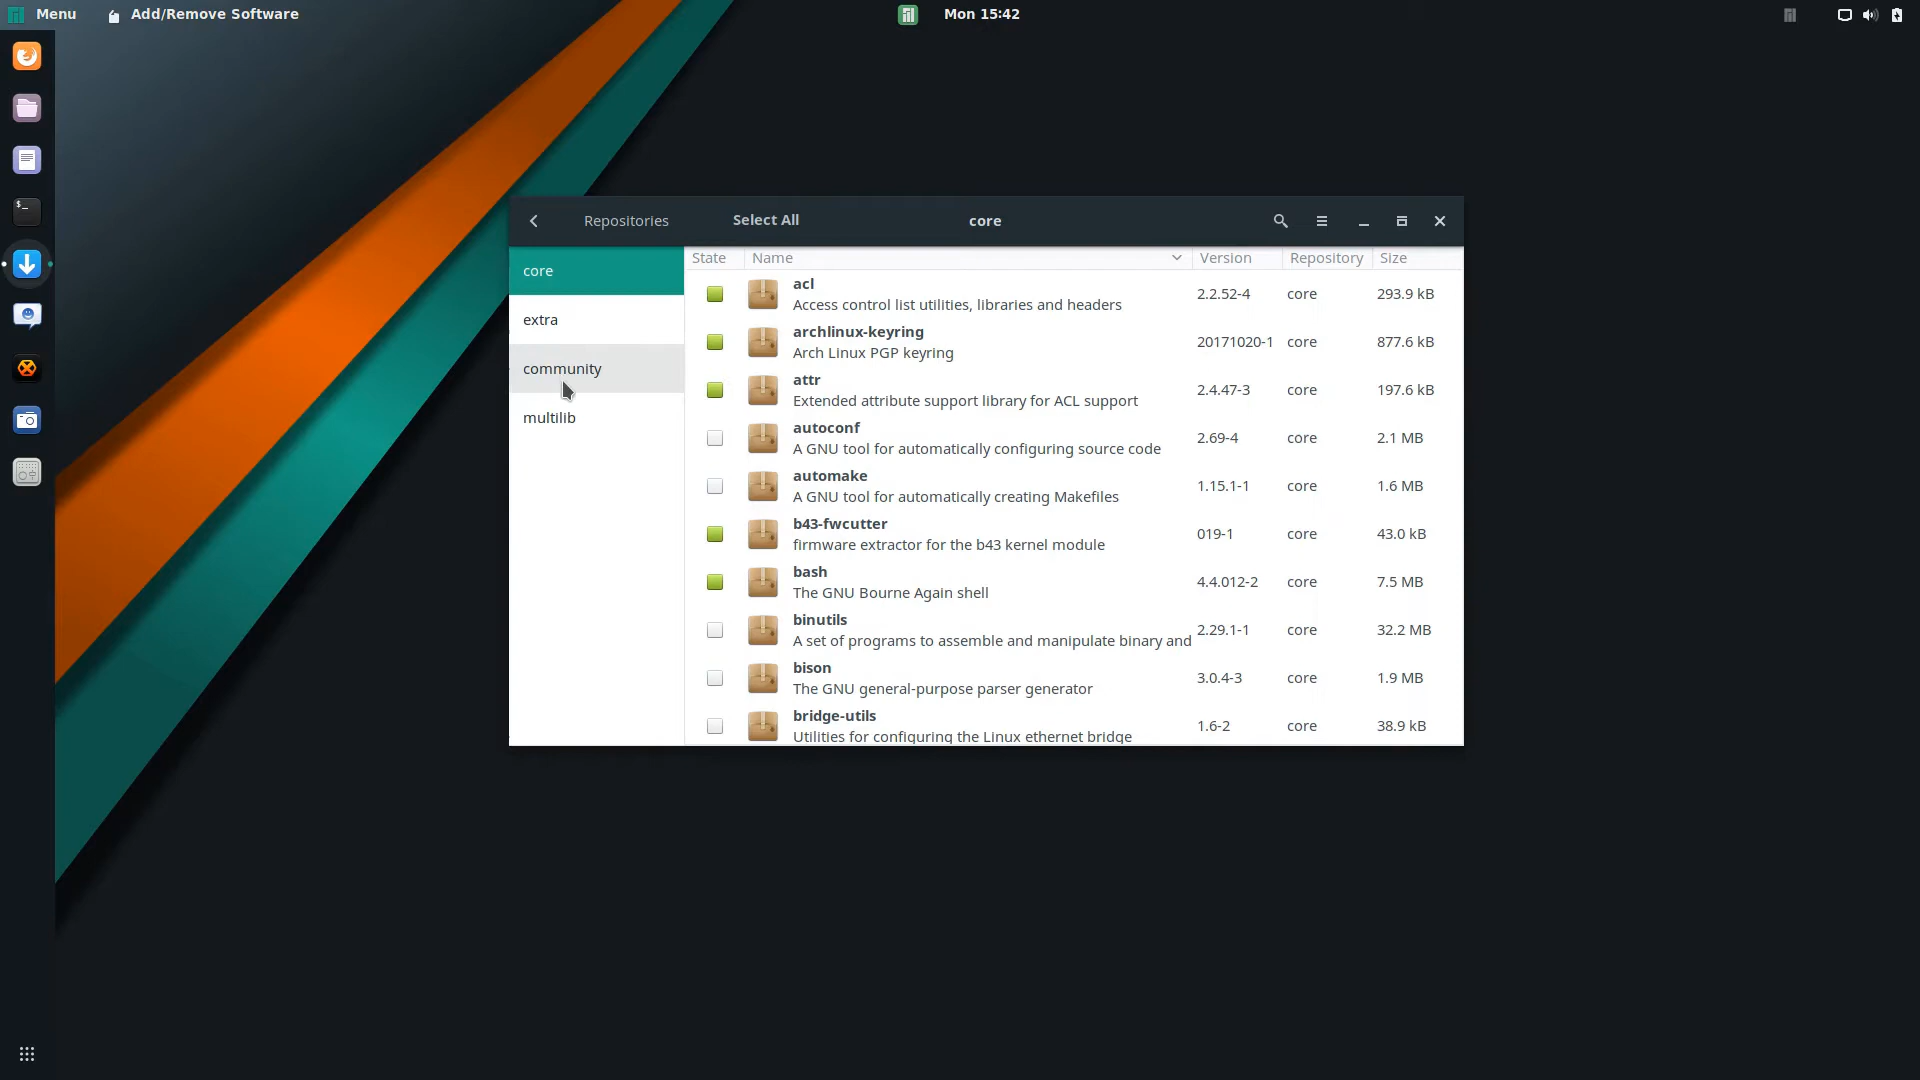 Menu Add/Remove Software Mon 15:42
Repositories Select All core
core
extra
community
multilib
State Name Version Repository Size
acl
Access control list utilities, libraries and headers
2.2.52-4 core 293.9 kB
archlinux-keyring
Arch Linux PGP keyring
20171020-1 core 877.6 kB
attr
Extended attribute support library for ACL support
2.4.47-3 core 197.6 kB
autoconf
A GNU tool for automatically configuring source code
2.69-4 core 2.1 MB
automake
A GNU tool for automatically creating Makefiles
1.15.1-1 core 1.6 MB
b43-fwcutter
firmware extractor for the b43 kernel module
019-1 core 43.0 kB
bash
The GNU Bourne Again shell
4.4.012-2 core 7.5 MB
binutils
A set of programs to assemble and manipulate binary and
2.29.1-1 core 32.2 MB
bison
The GNU general-purpose parser generator
3.0.4-3 core 1.9 MB
bridge-utils
Utilities for configuring the Linux ethernet bridge
1.6-2 core 38.9 kB